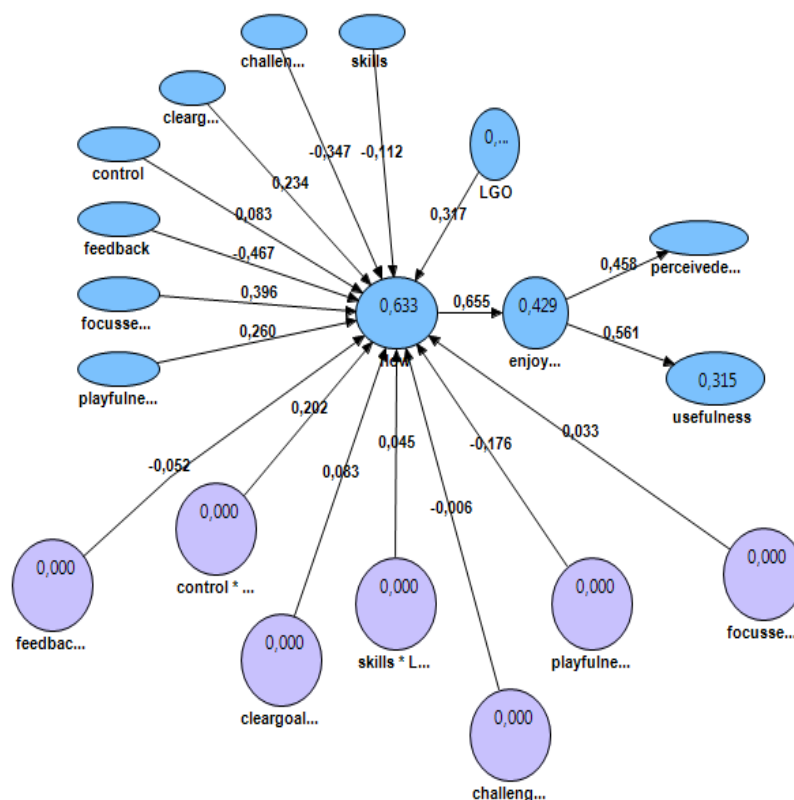 challen...
skills
clearg...
0,...
LGO
control
-0,347
-0,112
0,234
0,317
0,083
feedback
-0,467
perceivede...
0,458
focusse...
0,396
0,633
0,655
0,429
0,561
playfulne...
0,260
enjoy...
0,315
usefulness
0,202
0,045
-0,176
0,033
-0,052
0,083
-0,006
0,000
control * ...
0,000
feedbac...
0,000
skills * L...
0,000
playfulne...
0,000
focusse...
0,000
cleargoal...
0,000
challeng...